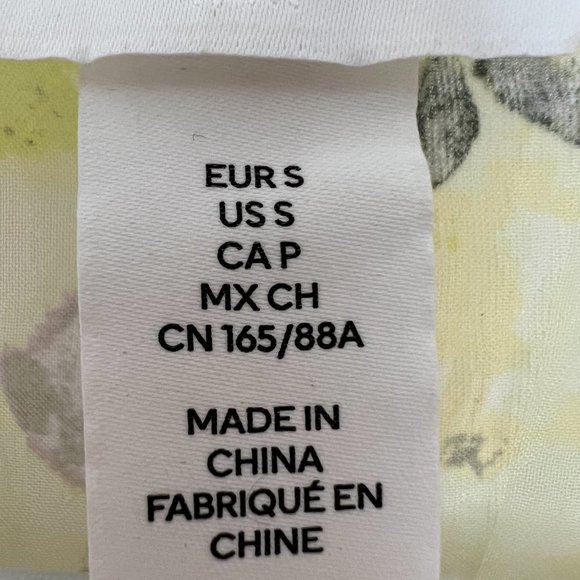 EUR S
US S
CA P
MX CH
CN 165/88A
MADE IN
CHINA
FABRIQUÉ EN
CHINE